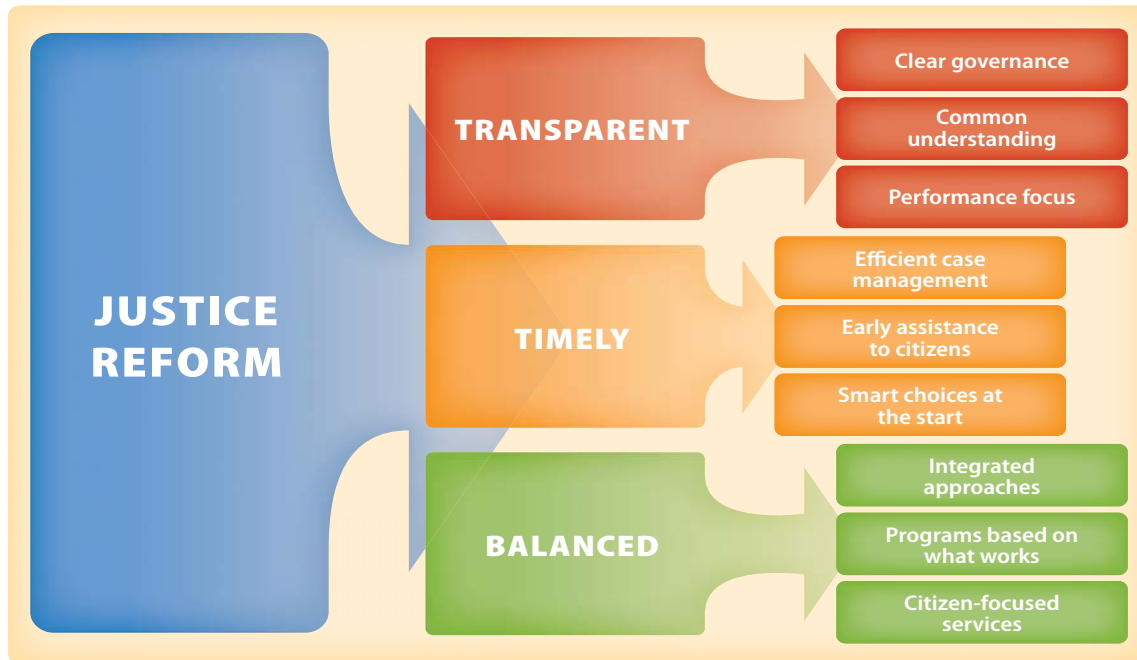 JUSTICE
REFORM
TRANSPARENT
Clear governance
Common
understanding
Performance focus
TIMELY
Efficient case
management
Early assistance
to citizens
Smart choices at
the start
BALANCED
Integrated
approaches
Programs based on
what works
Citizen-focused
services